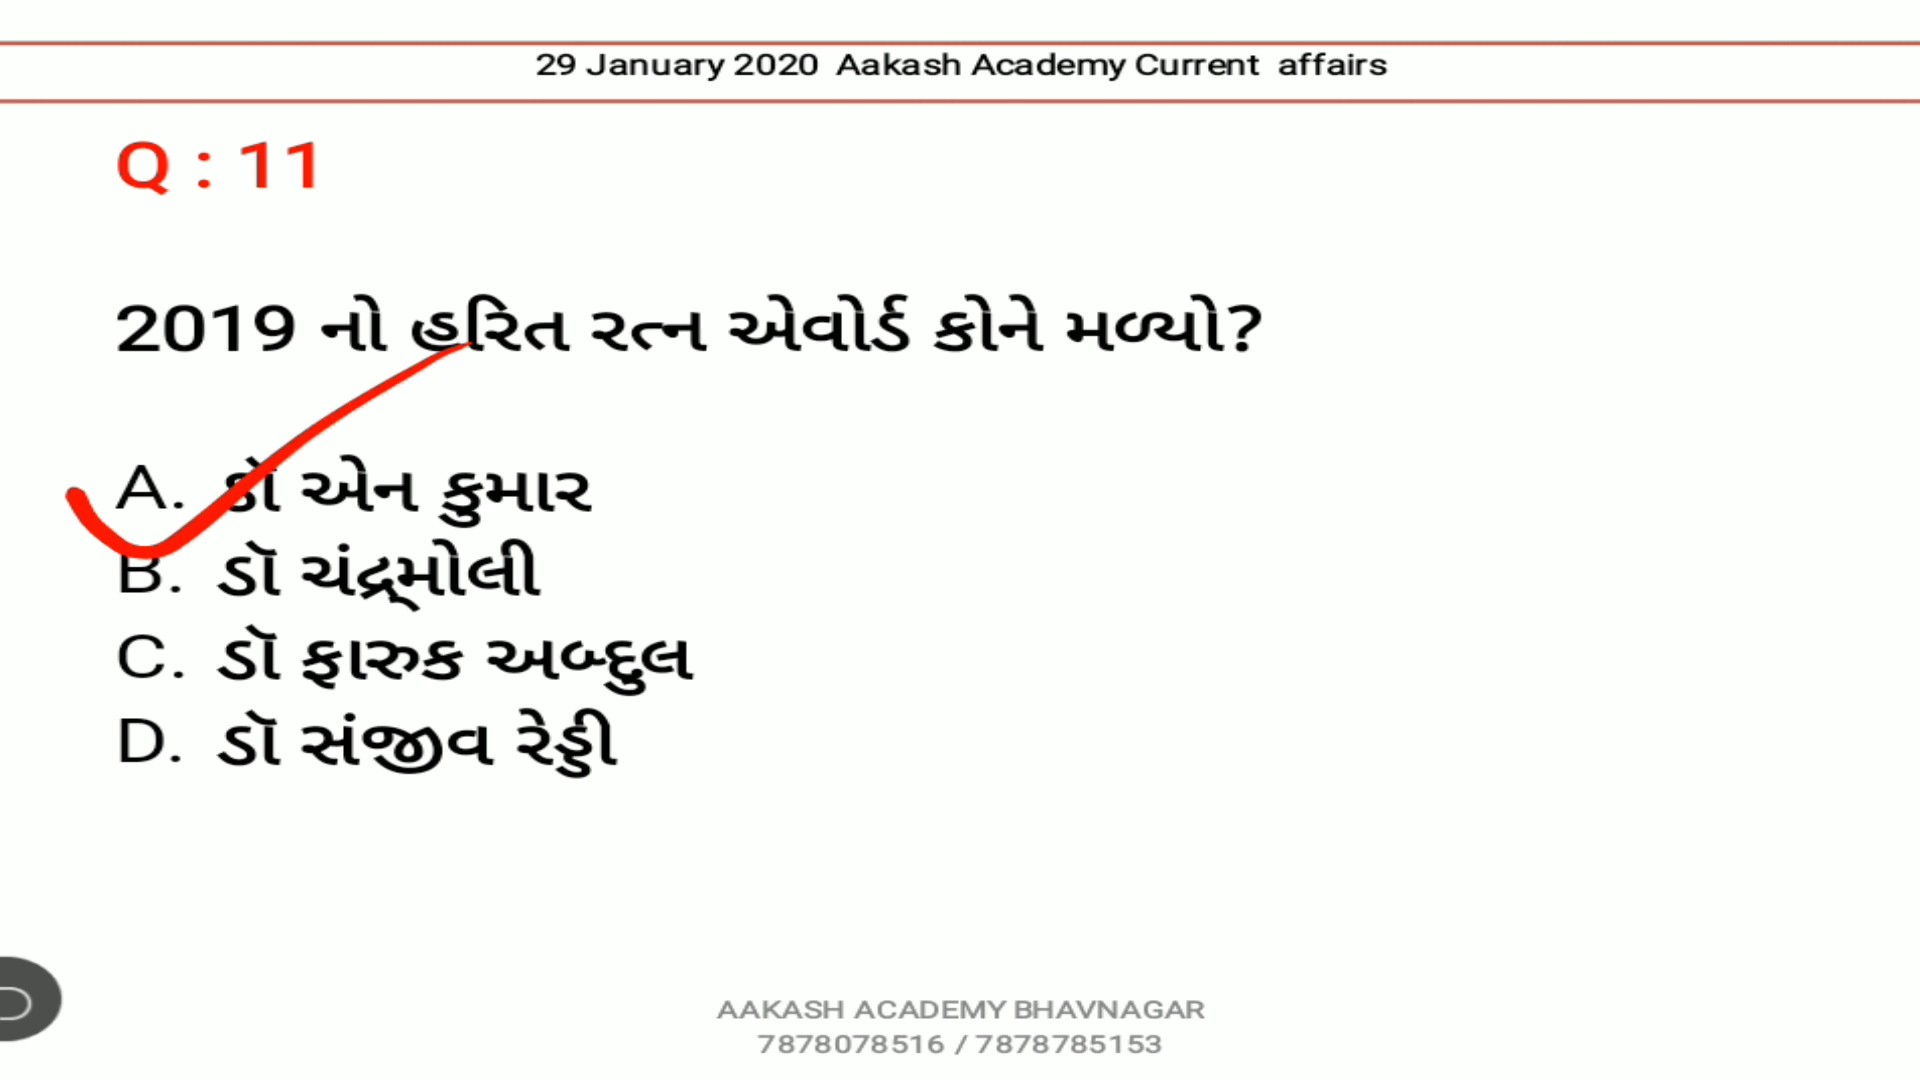 29 January 2020 Aakash Academy Current affairs
Q : 11
2019 નો હરિત રત્ન એવોર્ડ કોને મળ્યો?
A. ડૉ એન કુમાર
B. ડૉ ચંદ્ર્મોલી
C. ડૉ ફારુક અબ્દુલ
D. ડૉ સંજીવ રેડ્ડી
AAKASH ACADEMY BHAVNAGAR
7878078516 / 7878785153